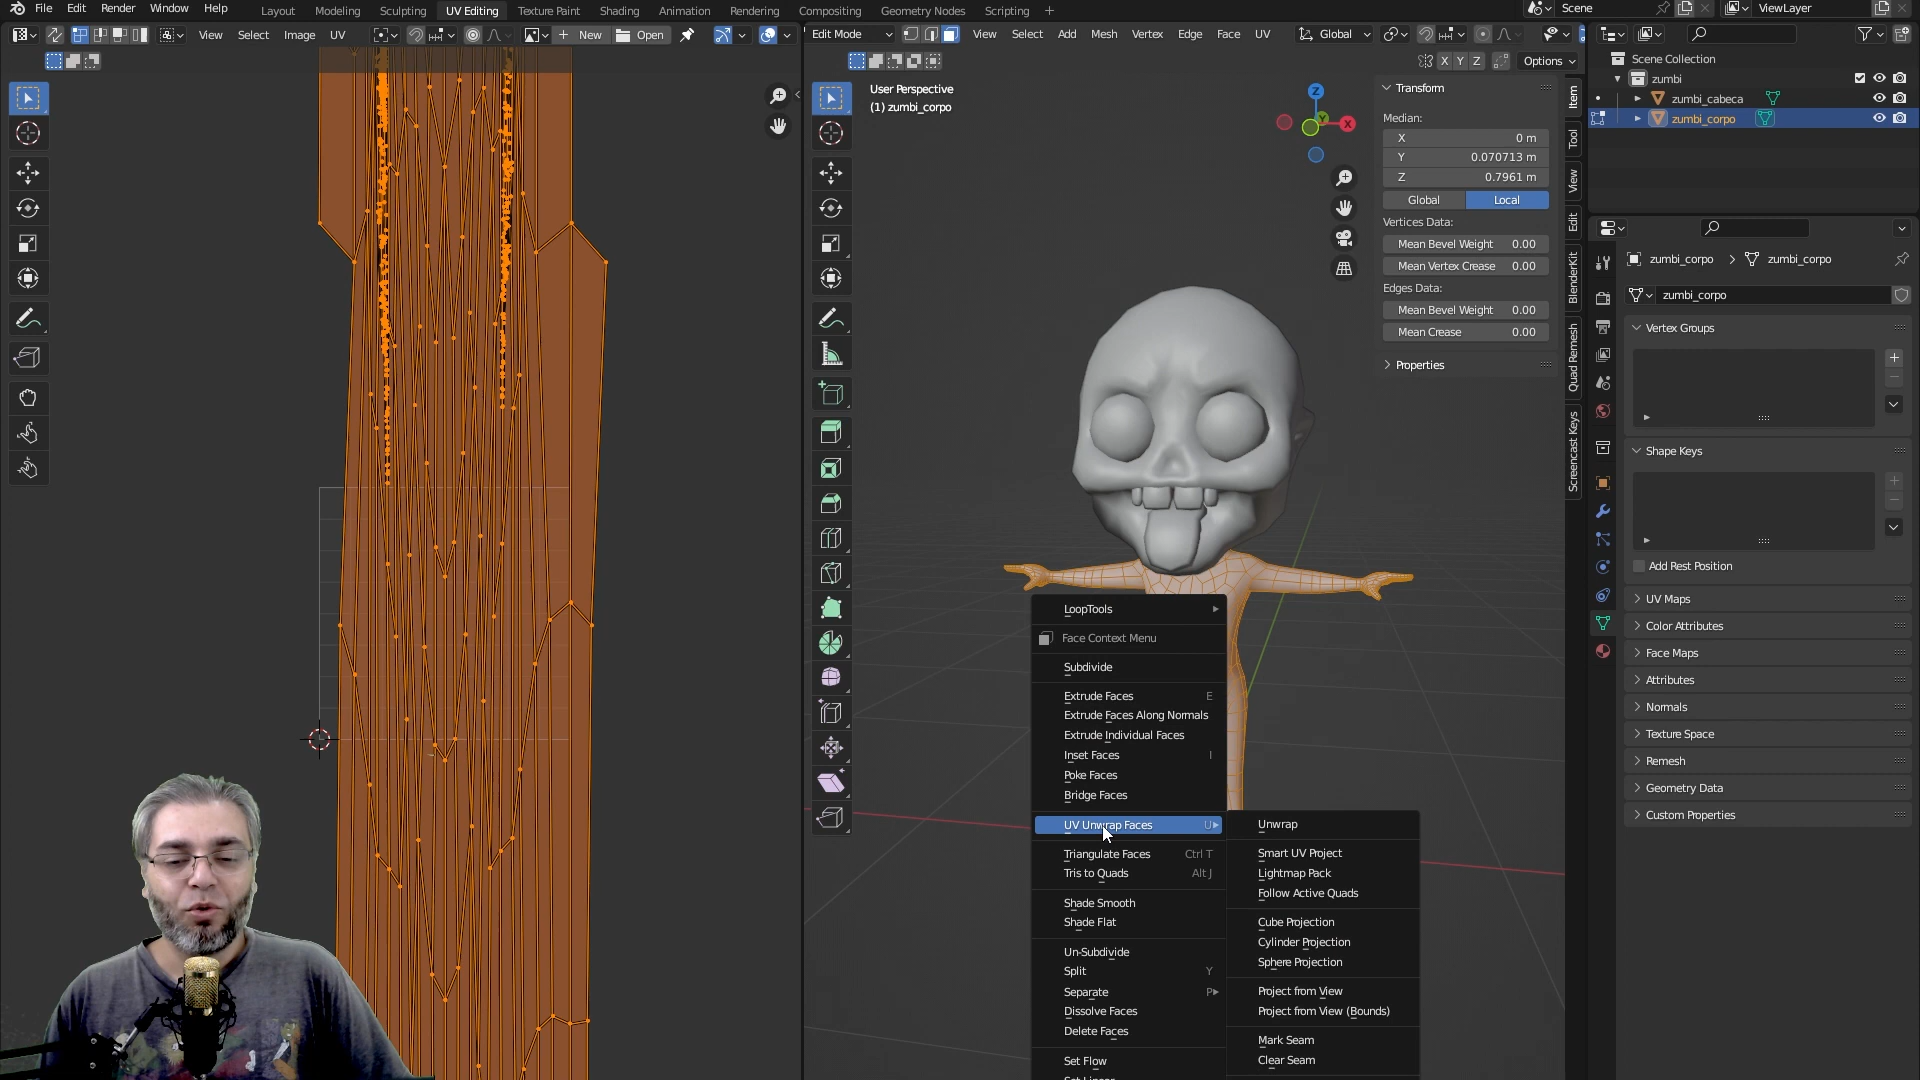 File Edit Render Window Help
Layout Modeling Sculpting UV Editing Texture Paint Shading Animation Rendering Compositing Geometry Nodes Scripting +
Scene ViewLayer
View Select Image UV New Open
Edit Mode View Select Add Mesh Vertex Edge Face UV Global
X Y Z Options
User Perspective
(1) zumbi_corpo
Z
Y
X
Transform
Median:
X 0 m
Y 0.070713 m
Z 0.7961 m
Global Local
Vertices Data:
Mean Bevel Weight 0.00
Mean Vertex Crease 0.00
Edges Data:
Mean Bevel Weight 0.00
Mean Crease 0.00
Properties
Item
Tool
View
Edit
BlenderKit
Quad Remesh
Screencast Keys
LoopTools
Face Context Menu
Subdivide
Extrude Faces E
Extrude Faces Along Normals
Extrude Individual Faces
Inset Faces I
Poke Faces
Bridge Faces
UV Unwrap Faces U
Triangulate Faces Ctrl T
Tris to Quads Alt J
Shade Smooth
Shade Flat
Un-Subdivide
Split Y
Separate P
Dissolve Faces
Delete Faces
Set Flow
Unwrap
Smart UV Project
Lightmap Pack
Follow Active Quads
Cube Projection
Cylinder Projection
Sphere Projection
Project from View
Project from View (Bounds)
Mark Seam
Clear Seam
Scene Collection
zumbi
zumbi_cabeca
zumbi_corpo
zumbi_corpo zumbi_corpo
zumbi_corpo
Vertex Groups
Shape Keys
Add Rest Position
UV Maps
Color Attributes
Face Maps
Attributes
Normals
Texture Space
Remesh
Geometry Data
Custom Properties